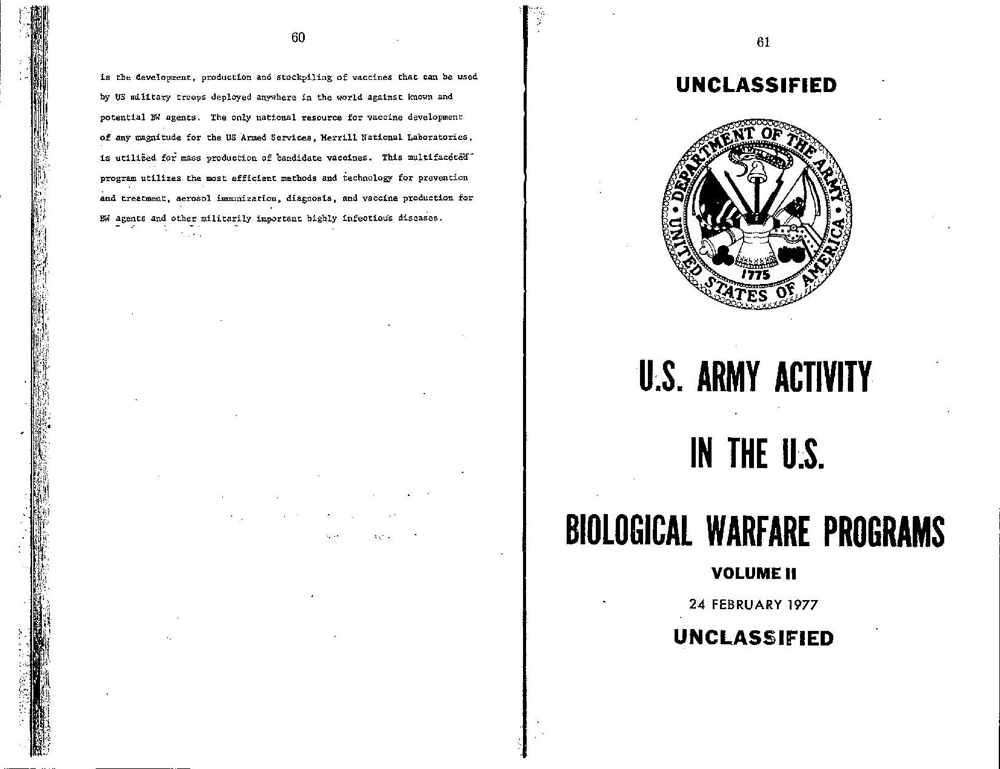 60
is the development, production and stockpiling of vaccines that can be used
by US military troops deployed anywhere in the world against known and
potential BW agents. The only national resource for vaccine development
of any magnitude for the US Armed Services, Merrill National Laboratories,
is utilized for mass production of candidate vaccines. This multifaceted
program utilizes the most efficient methods and technology for prevention
and treatment, aerosol immunization, diagnosis, and vaccine production for
BW agents and other militarily important highly infectious diseases.
61
UNCLASSIFIED
DEPARTMENT OF THE ARMY
UNITED STATES OF AMERICA
1775
U.S. ARMY ACTIVITY
IN THE U.S.
BIOLOGICAL WARFARE PROGRAMS
VOLUME II
24 FEBRUARY 1977
UNCLASSIFIED